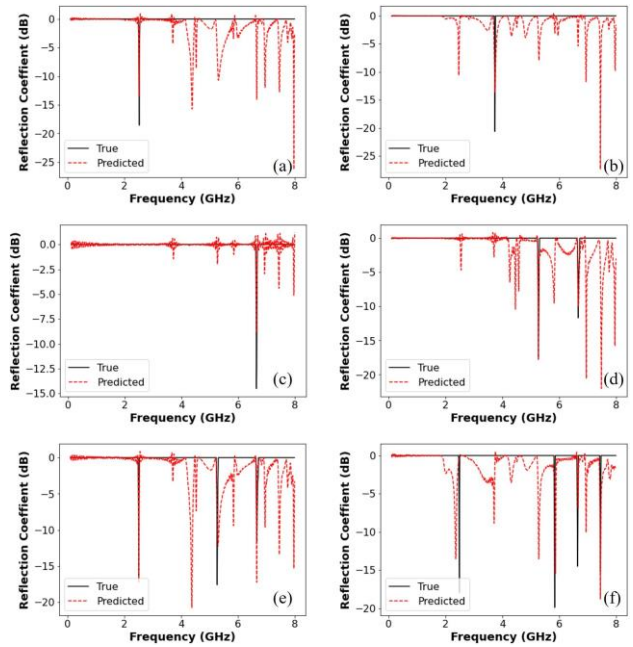 Reflection Coeffient (dB)
0
−5
−10
−15
−20
−25
True
Predicted
(a)
0 2 4 6 8
Frequency (GHz)
Reflection Coeffient (dB)
0
−5
−10
−15
−20
−25
True
Predicted
(b)
0 2 4 6 8
Frequency (GHz)
Reflection Coeffient (dB)
0.0
−2.5
−5.0
−7.5
−10.0
−12.5
−15.0
True
Predicted
(c)
0 2 4 6 8
Frequency (GHz)
Reflection Coeffient (dB)
0
−5
−10
−15
−20
True
Predicted
(d)
0 2 4 6 8
Frequency (GHz)
Reflection Coeffient (dB)
0
−5
−10
−15
−20
True
Predicted
(e)
0 2 4 6 8
Frequency (GHz)
Reflection Coeffient (dB)
0
−5
−10
−15
−20
True
Predicted
(f)
0 2 4 6 8
Frequency (GHz)